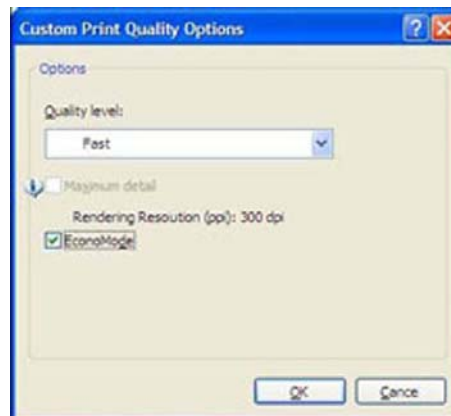 Custom Print Quality Options
Options
Quality level:
Fast
Maximum detail
Rendering Resoution (ppi): 300 dpi
EconoMode
OK
Cance